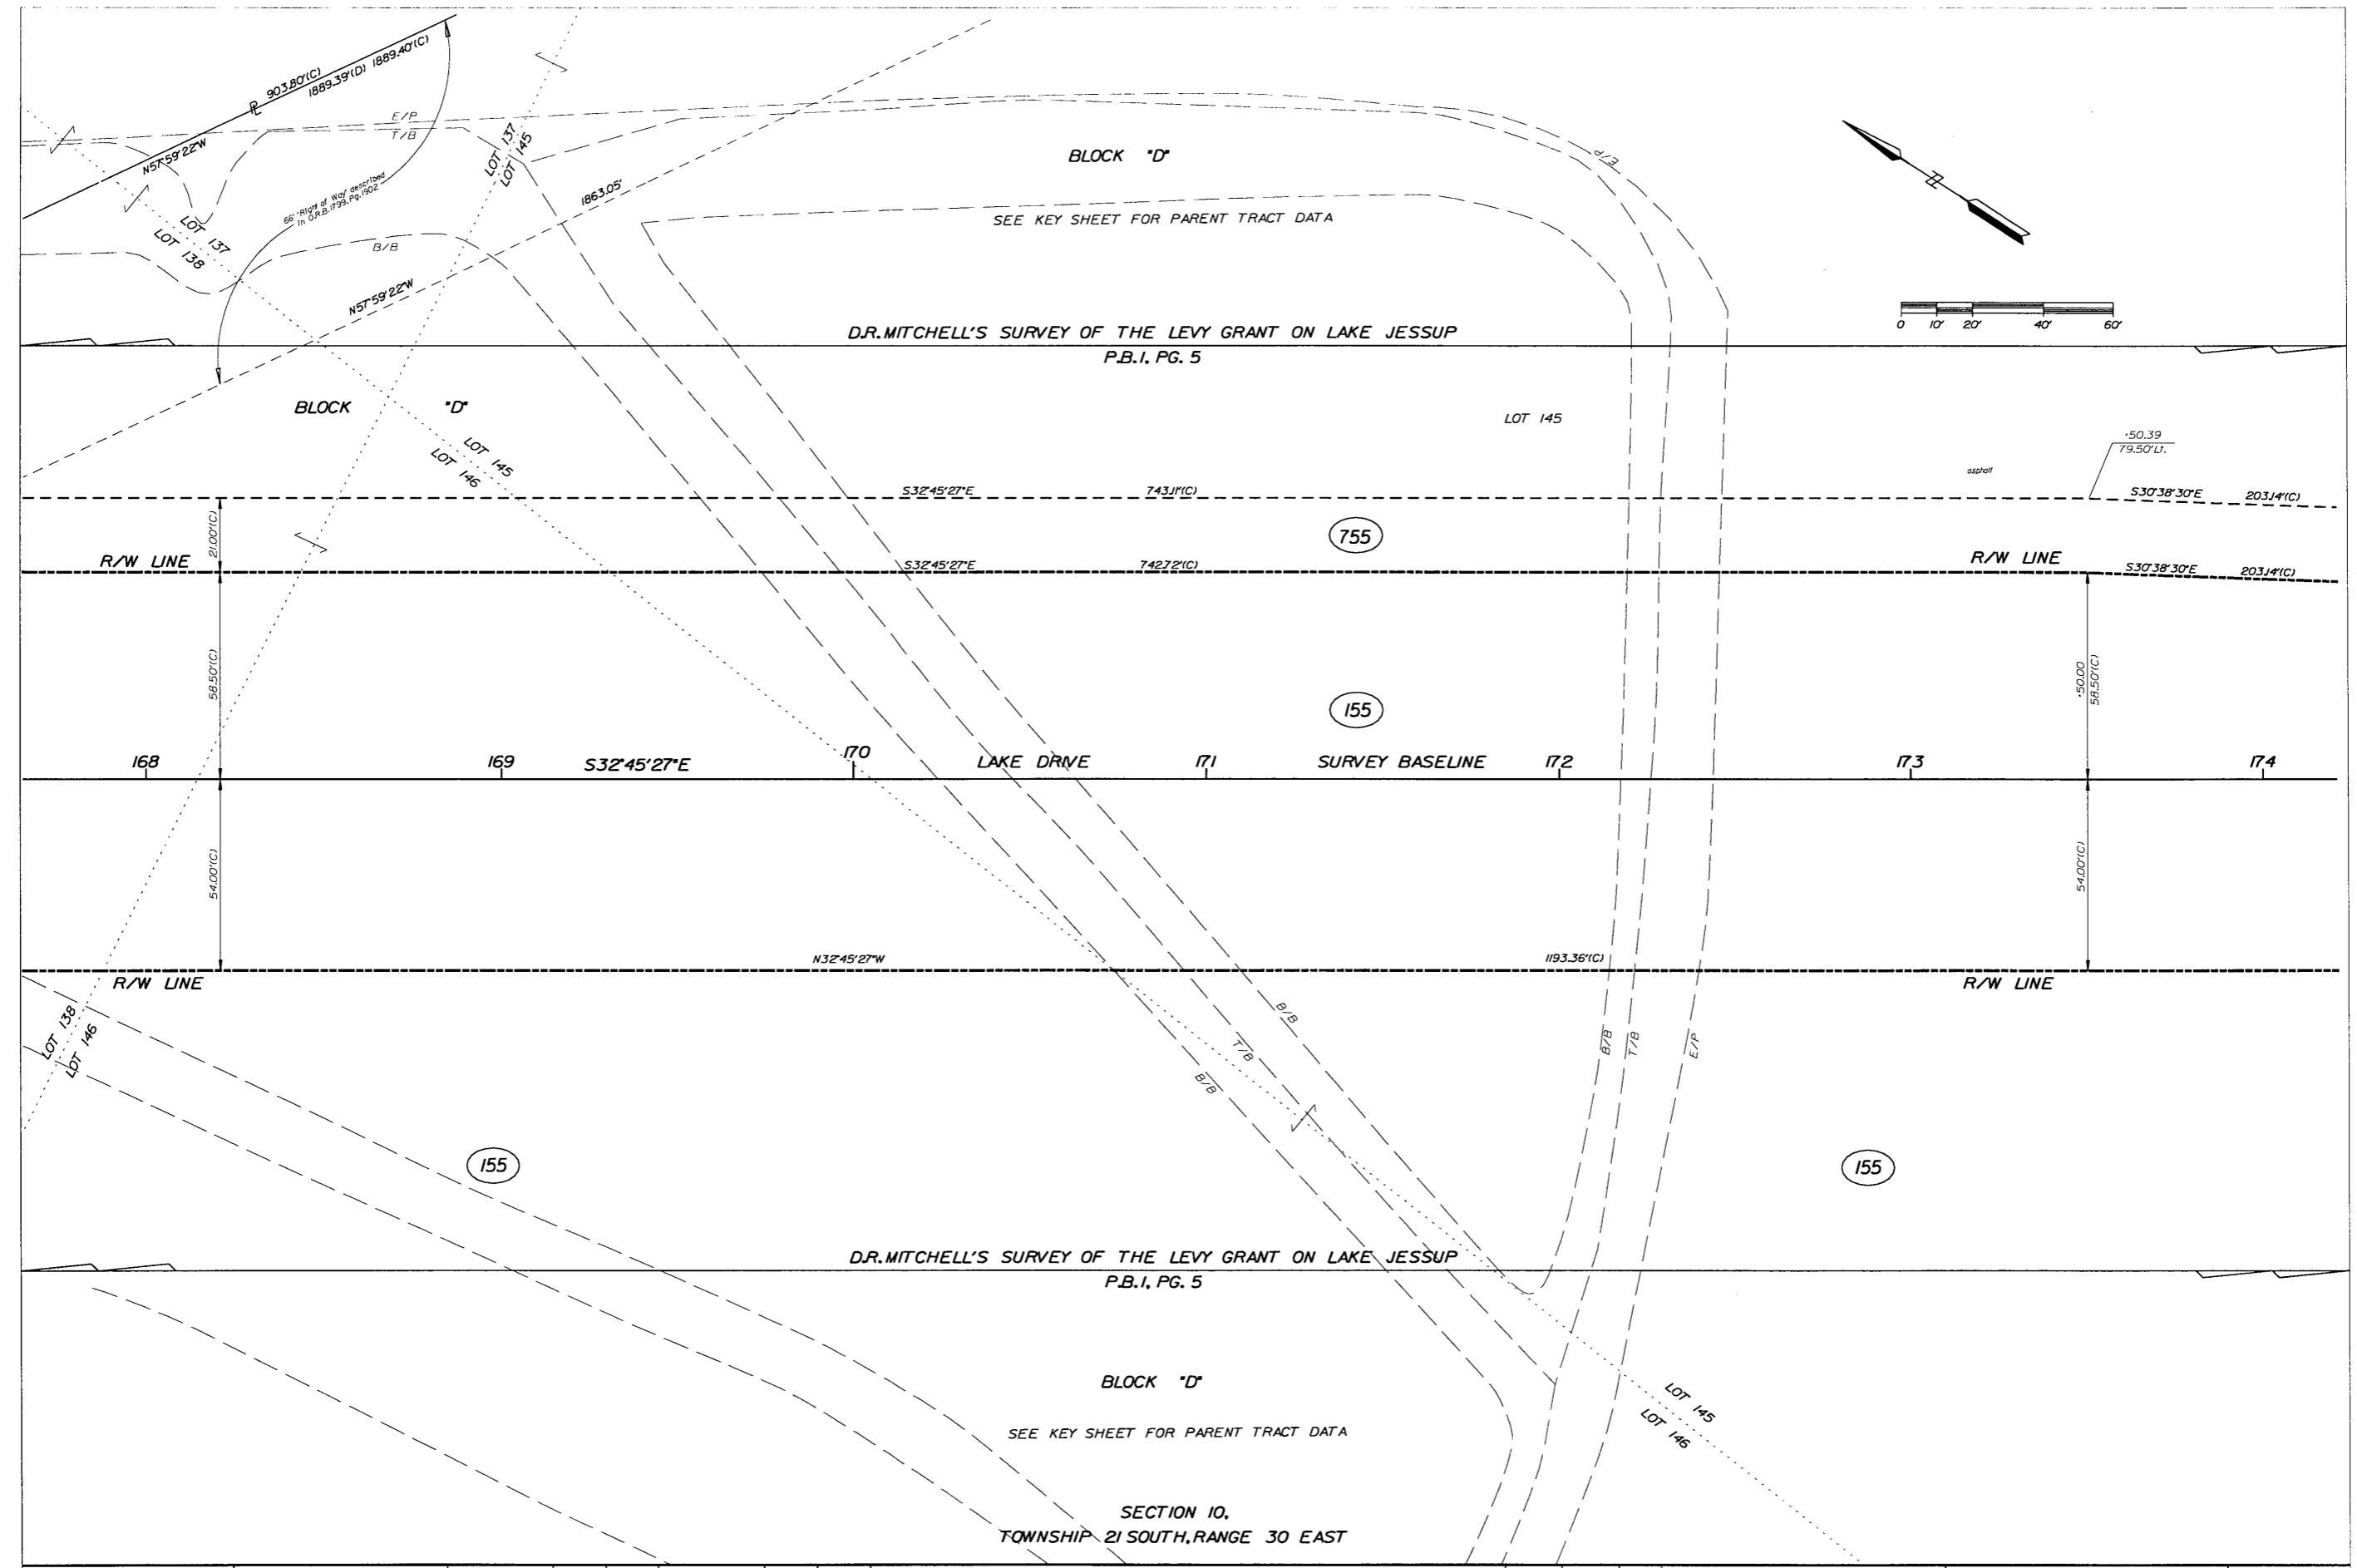 903.80'(C)
1889.39'(D) 1889.40'(C)
PL
N57°59'22"W
E/P
T/B
66' "Right of Way" described
in O.R.B. 1799, Pg. 1902
LOT 137
LOT 138
B/B
N57°59'22"W
1863.05'
LOT 137
LOT 145
BLOCK "D"
SEE KEY SHEET FOR PARENT TRACT DATA
E/P
N
0 10' 20' 40' 60'
D.R. MITCHELL'S SURVEY OF THE LEVY GRANT ON LAKE JESSUP
P.B. 1, PG. 5
BLOCK "D"
LOT 145
LOT 146
LOT 145
asphalt
+50.39
79.50' Lt.
S32°45'27"E 743.11'(C)
S30°38'30"E 203.14'(C)
21.00'(C)
755
R/W LINE
S32°45'27"E 742.72'(C)
R/W LINE
S30°38'30"E 203.14'(C)
58.50'(C)
155
+50.00
58.50'(C)
168 169 S32°45'27"E 170 LAKE DRIVE 171 SURVEY BASELINE 172 173 174
54.00'(C)
54.00'(C)
N32°45'27"W 1193.36'(C)
R/W LINE
R/W LINE
LOT 138
LOT 146
B/B
T/B
B/B
B/B
T/B
E/P
155
155
D.R. MITCHELL'S SURVEY OF THE LEVY GRANT ON LAKE JESSUP
P.B. 1, PG. 5
BLOCK "D"
SEE KEY SHEET FOR PARENT TRACT DATA
LOT 145
LOT 146
SECTION 10,
TOWNSHIP 21 SOUTH, RANGE 30 EAST